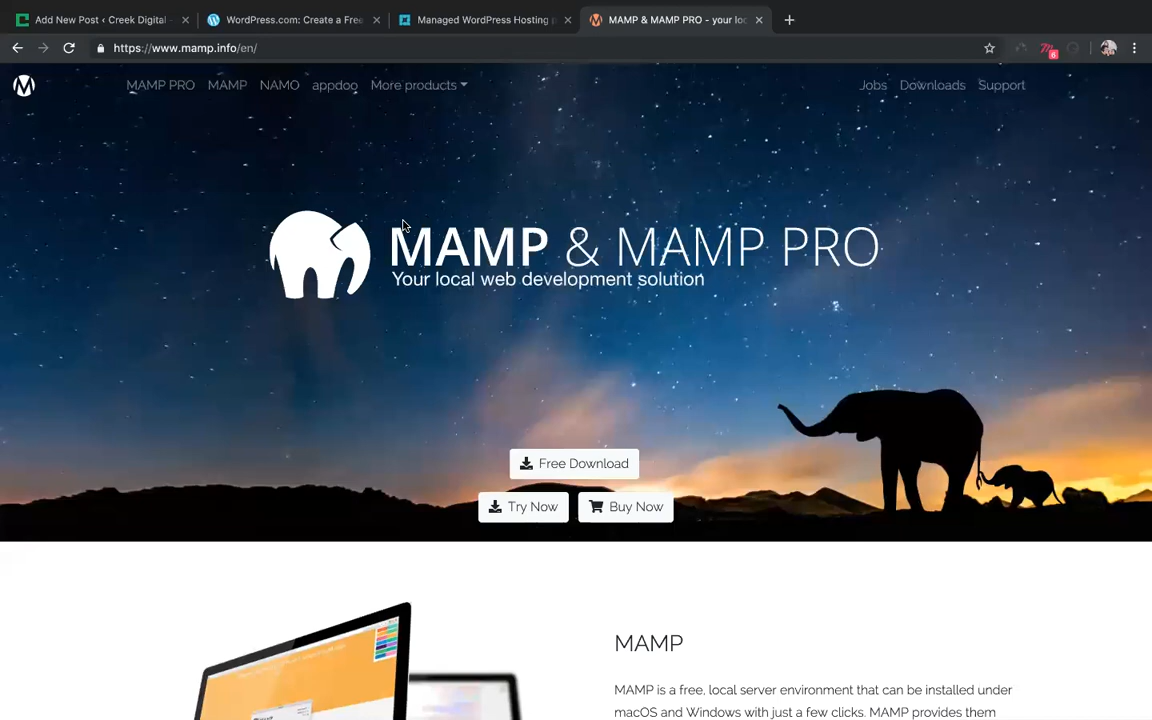 Add New Post ‹ Creek Digital
WordPress.com: Create a Free
Managed WordPress Hosting
MAMP & MAMP PRO - your loc
https://www.mamp.info/en/
6
MAMP PRO MAMP NAMO appdoo More products Jobs Downloads Support
MAMP & MAMP PRO
Your local web development solution
Free Download
Try Now Buy Now
MAMP
MAMP is a free, local server environment that can be installed under
macOS and Windows with just a few clicks. MAMP provides them